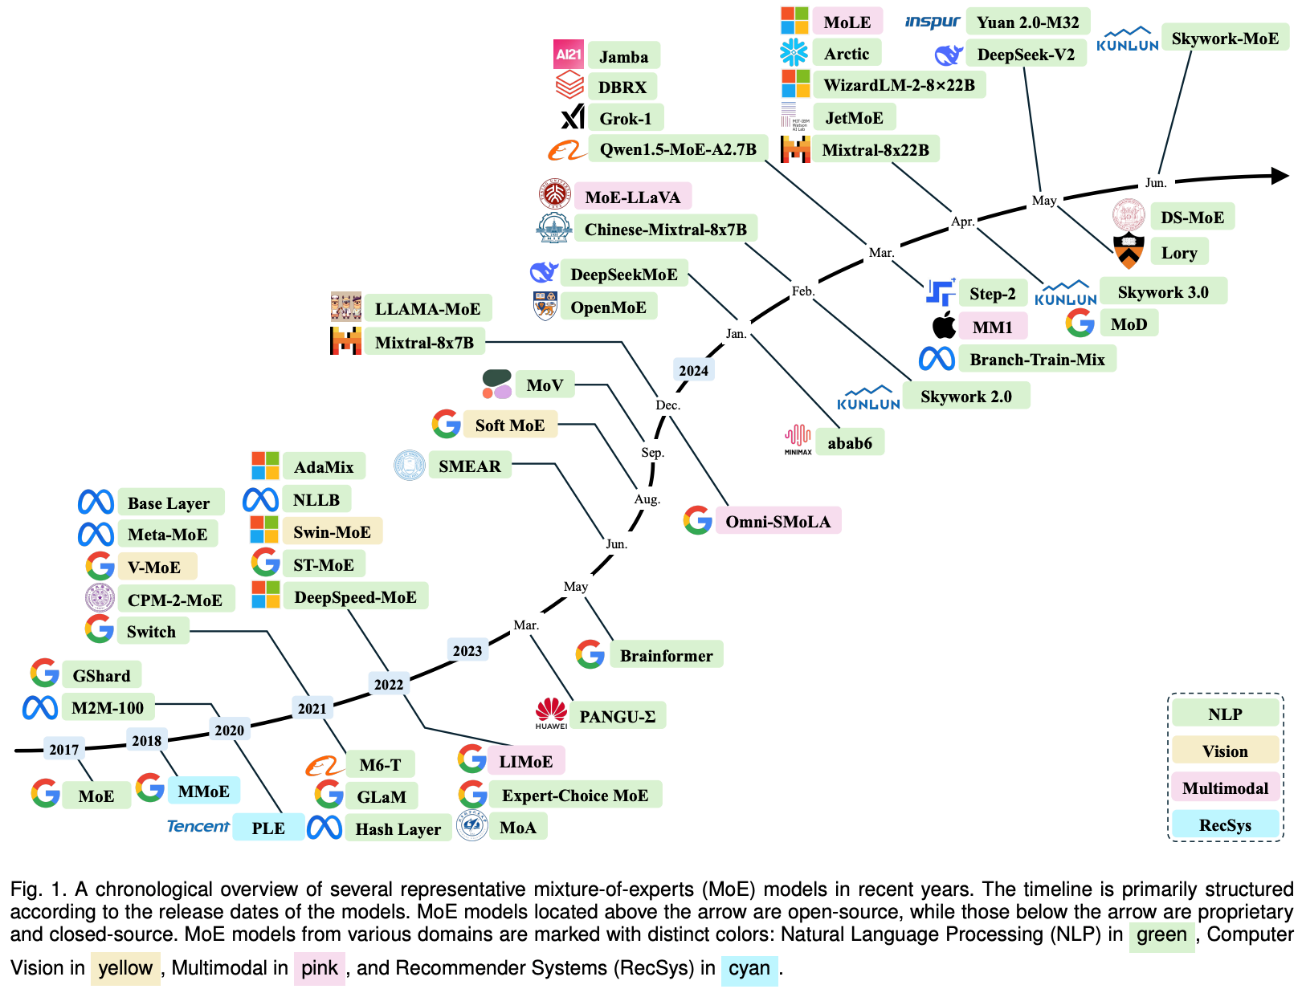 MoLE
inspur
Yuan 2.0-M32
KUNLUN
Skywork-MoE
AI21
Jamba
Arctic
DeepSeek-V2
DBRX
WizardLM-2-8×22B
Grok-1
JetMoE
Qwen1.5-MoE-A2.7B
Mixtral-8x22B
MoE-LLaVA
Chinese-Mixtral-8x7B
DeepSeekMoE
OpenMoE
LLAMA-MoE
Mixtral-8x7B
MoV
Soft MoE
SMEAR
AdaMix
NLLB
Swin-MoE
ST-MoE
DeepSpeed-MoE
Base Layer
Meta-MoE
V-MoE
CPM-2-MoE
Switch
GShard
M2M-100
2017
2018
2020
2021
2022
2023
Mar.
May
Jun.
Aug.
Sep.
Dec.
2024
Jan.
Feb.
Mar.
Apr.
May
Jun.
MoE
MMoE
Tencent
PLE
M6-T
GLaM
Hash Layer
LIMoE
Expert-Choice MoE
MoA
HUAWEI
PANGU-Σ
Brainformer
Omni-SMoLA
MINIMAX
abab6
KUNLUN
Skywork 2.0
Step-2
MM1
Branch-Train-Mix
KUNLUN
Skywork 3.0
MoD
DS-MoE
Lory
NLP
Vision
Multimodal
RecSys
Fig. 1. A chronological overview of several representative mixture-of-experts (MoE) models in recent years. The timeline is primarily structured
according to the release dates of the models. MoE models located above the arrow are open-source, while those below the arrow are proprietary
and closed-source. MoE models from various domains are marked with distinct colors: Natural Language Processing (NLP) in green , Computer
Vision in yellow , Multimodal in pink , and Recommender Systems (RecSys) in cyan .